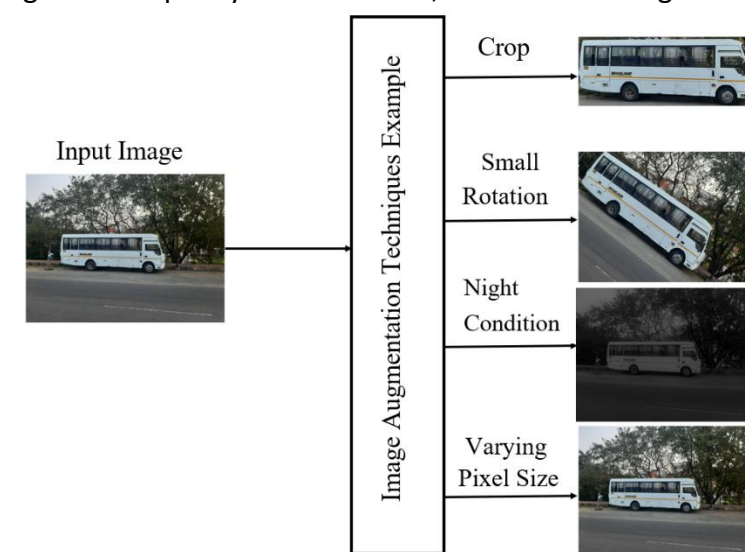 Input Image
Image Augmentation Techniques Example
Crop
Small
Rotation
Night
Condition
Varying
Pixel Size